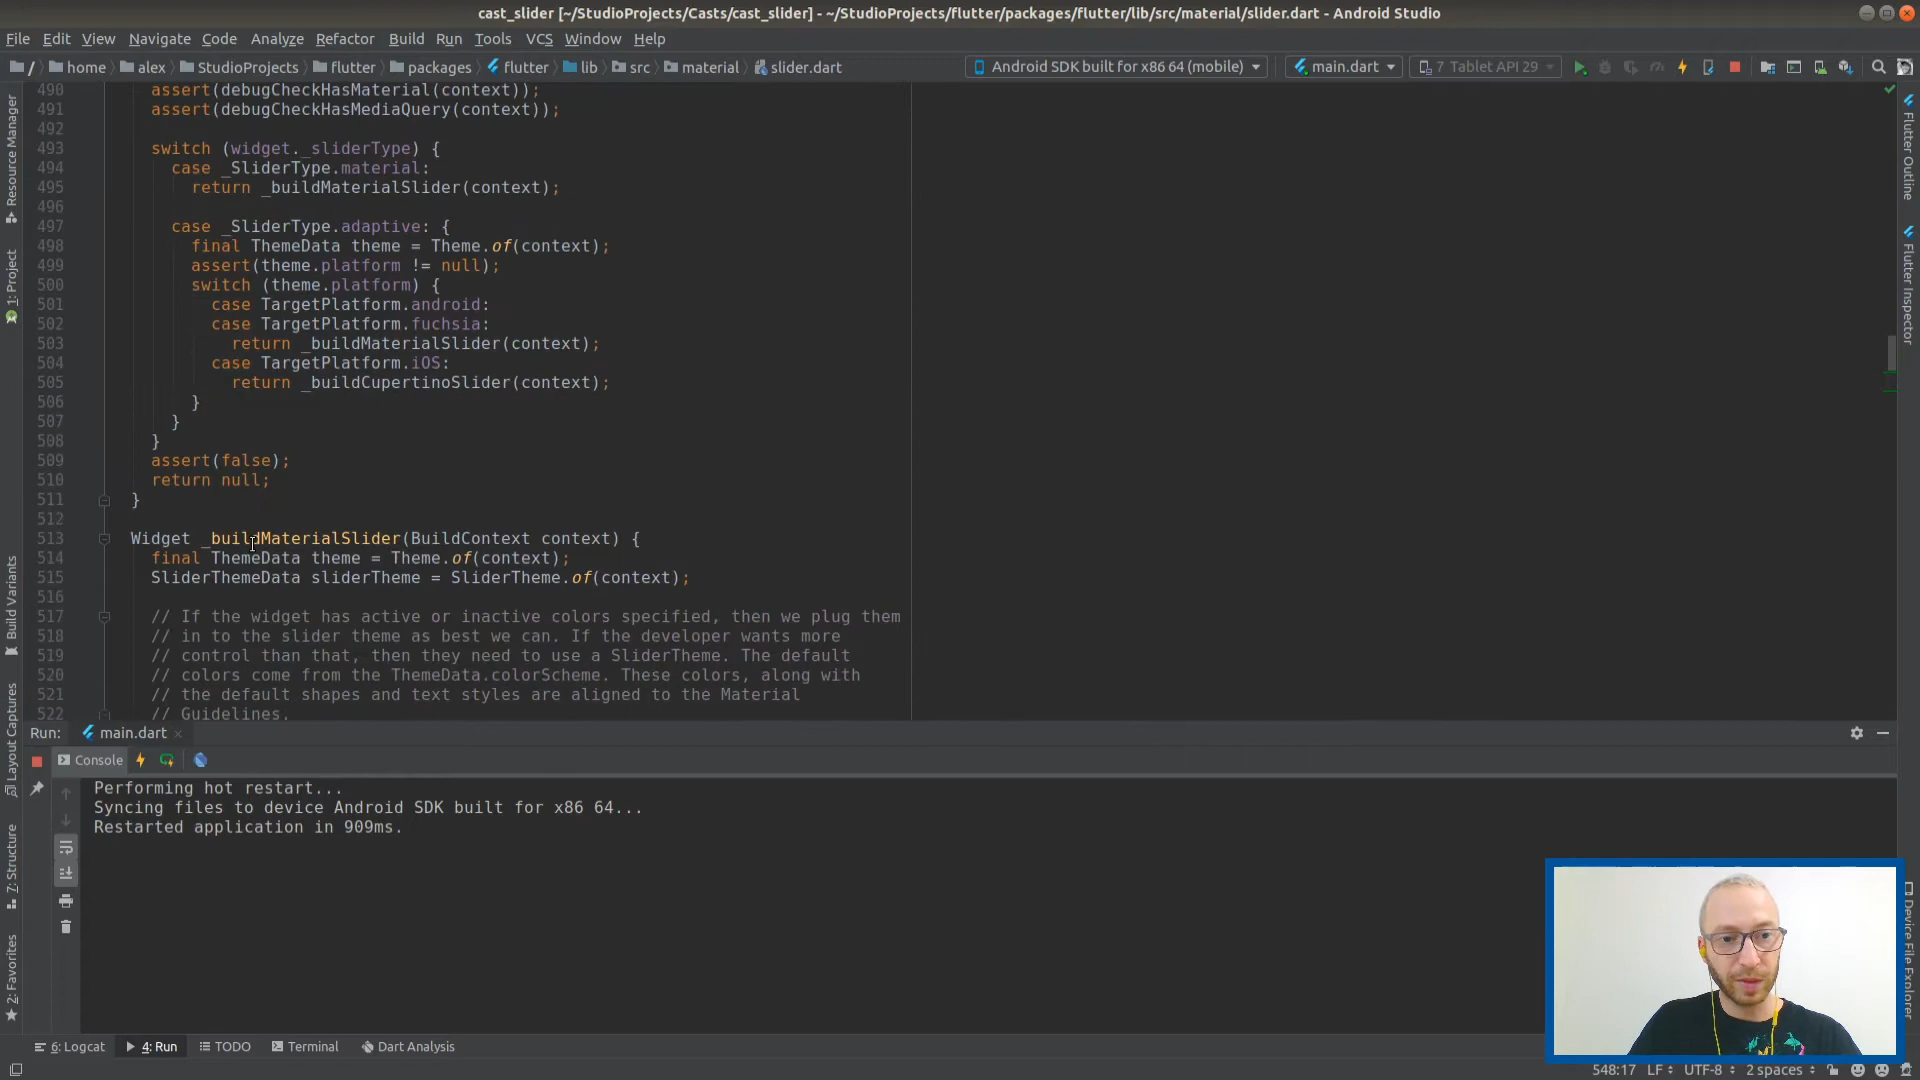 cast_slider [~/StudioProjects/Casts/cast_slider] - ~/StudioProjects/flutter/packages/flutter/lib/src/material/slider.dart - Android Studio
File Edit View Navigate Code Analyze Refactor Build Run Tools VCS Window Help
/ home alex StudioProjects flutter packages flutter lib src material slider.dart Android SDK built for x86 64 (mobile) main.dart 7 Tablet API 29
490 assert(debugCheckHasMaterial(context));
491 assert(debugCheckHasMediaQuery(context));
492
493 switch (widget._sliderType) {
494 case _SliderType.material:
495 return _buildMaterialSlider(context);
496
497 case _SliderType.adaptive: {
498 final ThemeData theme = Theme.of(context);
499 assert(theme.platform != null);
500 switch (theme.platform) {
501 case TargetPlatform.android:
502 case TargetPlatform.fuchsia:
503 return _buildMaterialSlider(context);
504 case TargetPlatform.iOS:
505 return _buildCupertinoSlider(context);
506 }
507 }
508 }
509 assert(false);
510 return null;
511 }
512
513 Widget _buildMaterialSlider(BuildContext context) {
514 final ThemeData theme = Theme.of(context);
515 SliderThemeData sliderTheme = SliderTheme.of(context);
516
517 // If the widget has active or inactive colors specified, then we plug them
518 // in to the slider theme as best we can. If the developer wants more
519 // control than that, then they need to use a SliderTheme. The default
520 // colors come from the ThemeData.colorScheme. These colors, along with
521 // the default shapes and text styles are aligned to the Material
522 // Guidelines.
Resource Manager
1: Project
Build Variants
Layout Captures
7: Structure
2: Favorites
Flutter Outline
Flutter Inspector
Device File Explorer
Run: main.dart
Console
Performing hot restart...
Syncing files to device Android SDK built for x86 64...
Restarted application in 909ms.
6: Logcat 4: Run TODO Terminal Dart Analysis
548:17 LF UTF-8 2 spaces